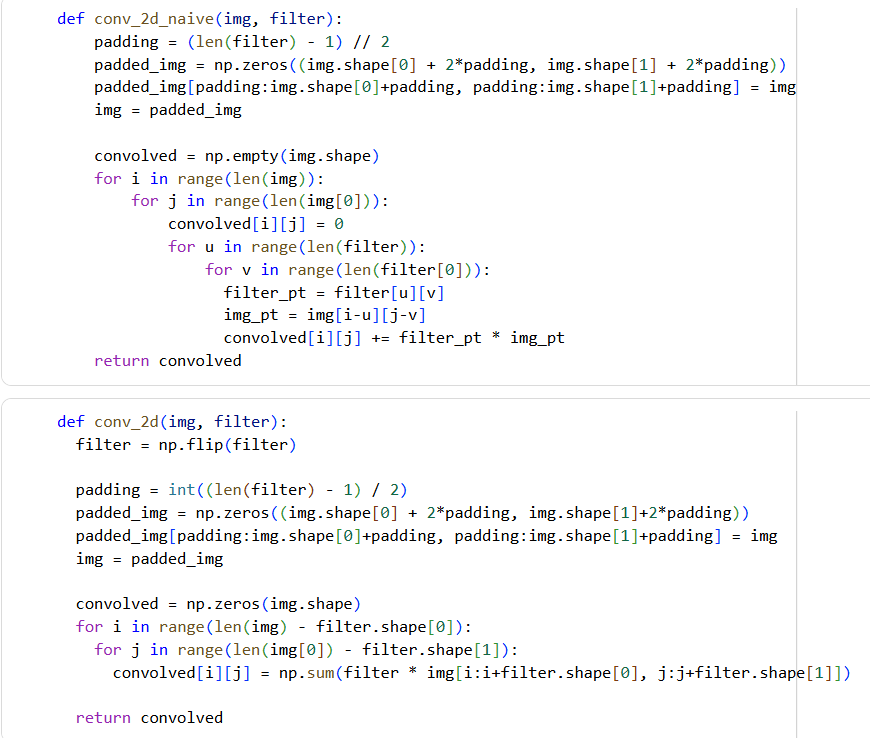 def conv_2d_naive(img, filter):
    padding = (len(filter) - 1) // 2
    padded_img = np.zeros((img.shape[0] + 2*padding, img.shape[1] + 2*padding))
    padded_img[padding:img.shape[0]+padding, padding:img.shape[1]+padding] = img
    img = padded_img

    convolved = np.empty(img.shape)
    for i in range(len(img)):
        for j in range(len(img[0])):
            convolved[i][j] = 0
            for u in range(len(filter)):
                for v in range(len(filter[0])):
                  filter_pt = filter[u][v]
                  img_pt = img[i-u][j-v]
                  convolved[i][j] += filter_pt * img_pt
    return convolved

def conv_2d(img, filter):
  filter = np.flip(filter)

  padding = int((len(filter) - 1) / 2)
  padded_img = np.zeros((img.shape[0] + 2*padding, img.shape[1]+2*padding))
  padded_img[padding:img.shape[0]+padding, padding:img.shape[1]+padding] = img
  img = padded_img

  convolved = np.zeros(img.shape)
  for i in range(len(img) - filter.shape[0]):
    for j in range(len(img[0]) - filter.shape[1]):
      convolved[i][j] = np.sum(filter * img[i:i+filter.shape[0], j:j+filter.shape[1]])

  return convolved